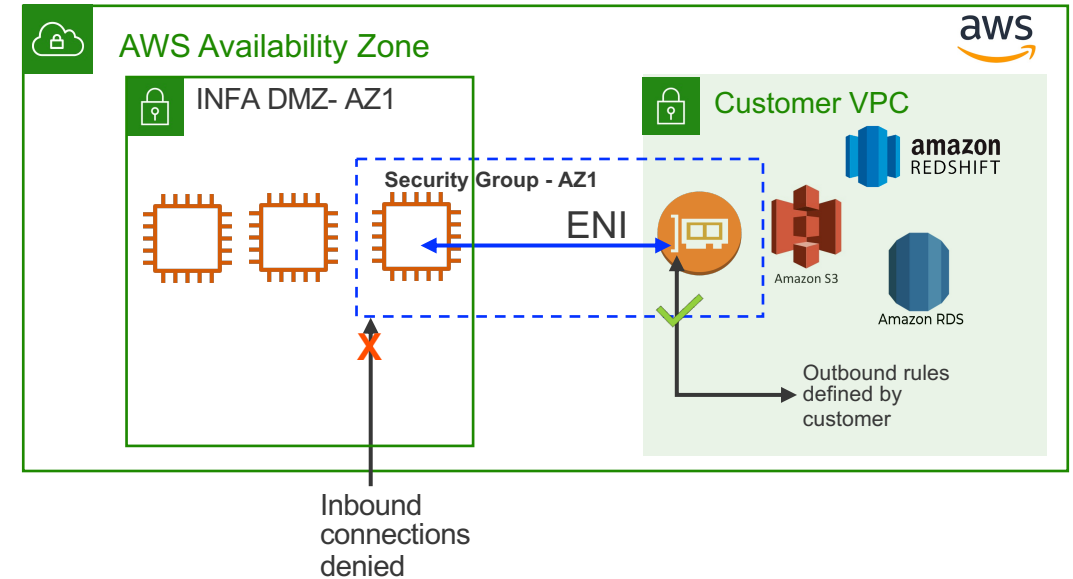 AWS Availability Zone
aws
INFA DMZ- AZ1
Customer VPC
amazon
REDSHIFT
Security Group - AZ1
ENI
Amazon S3
Amazon RDS
X
Outbound rules
defined by
customer
Inbound
connections
denied